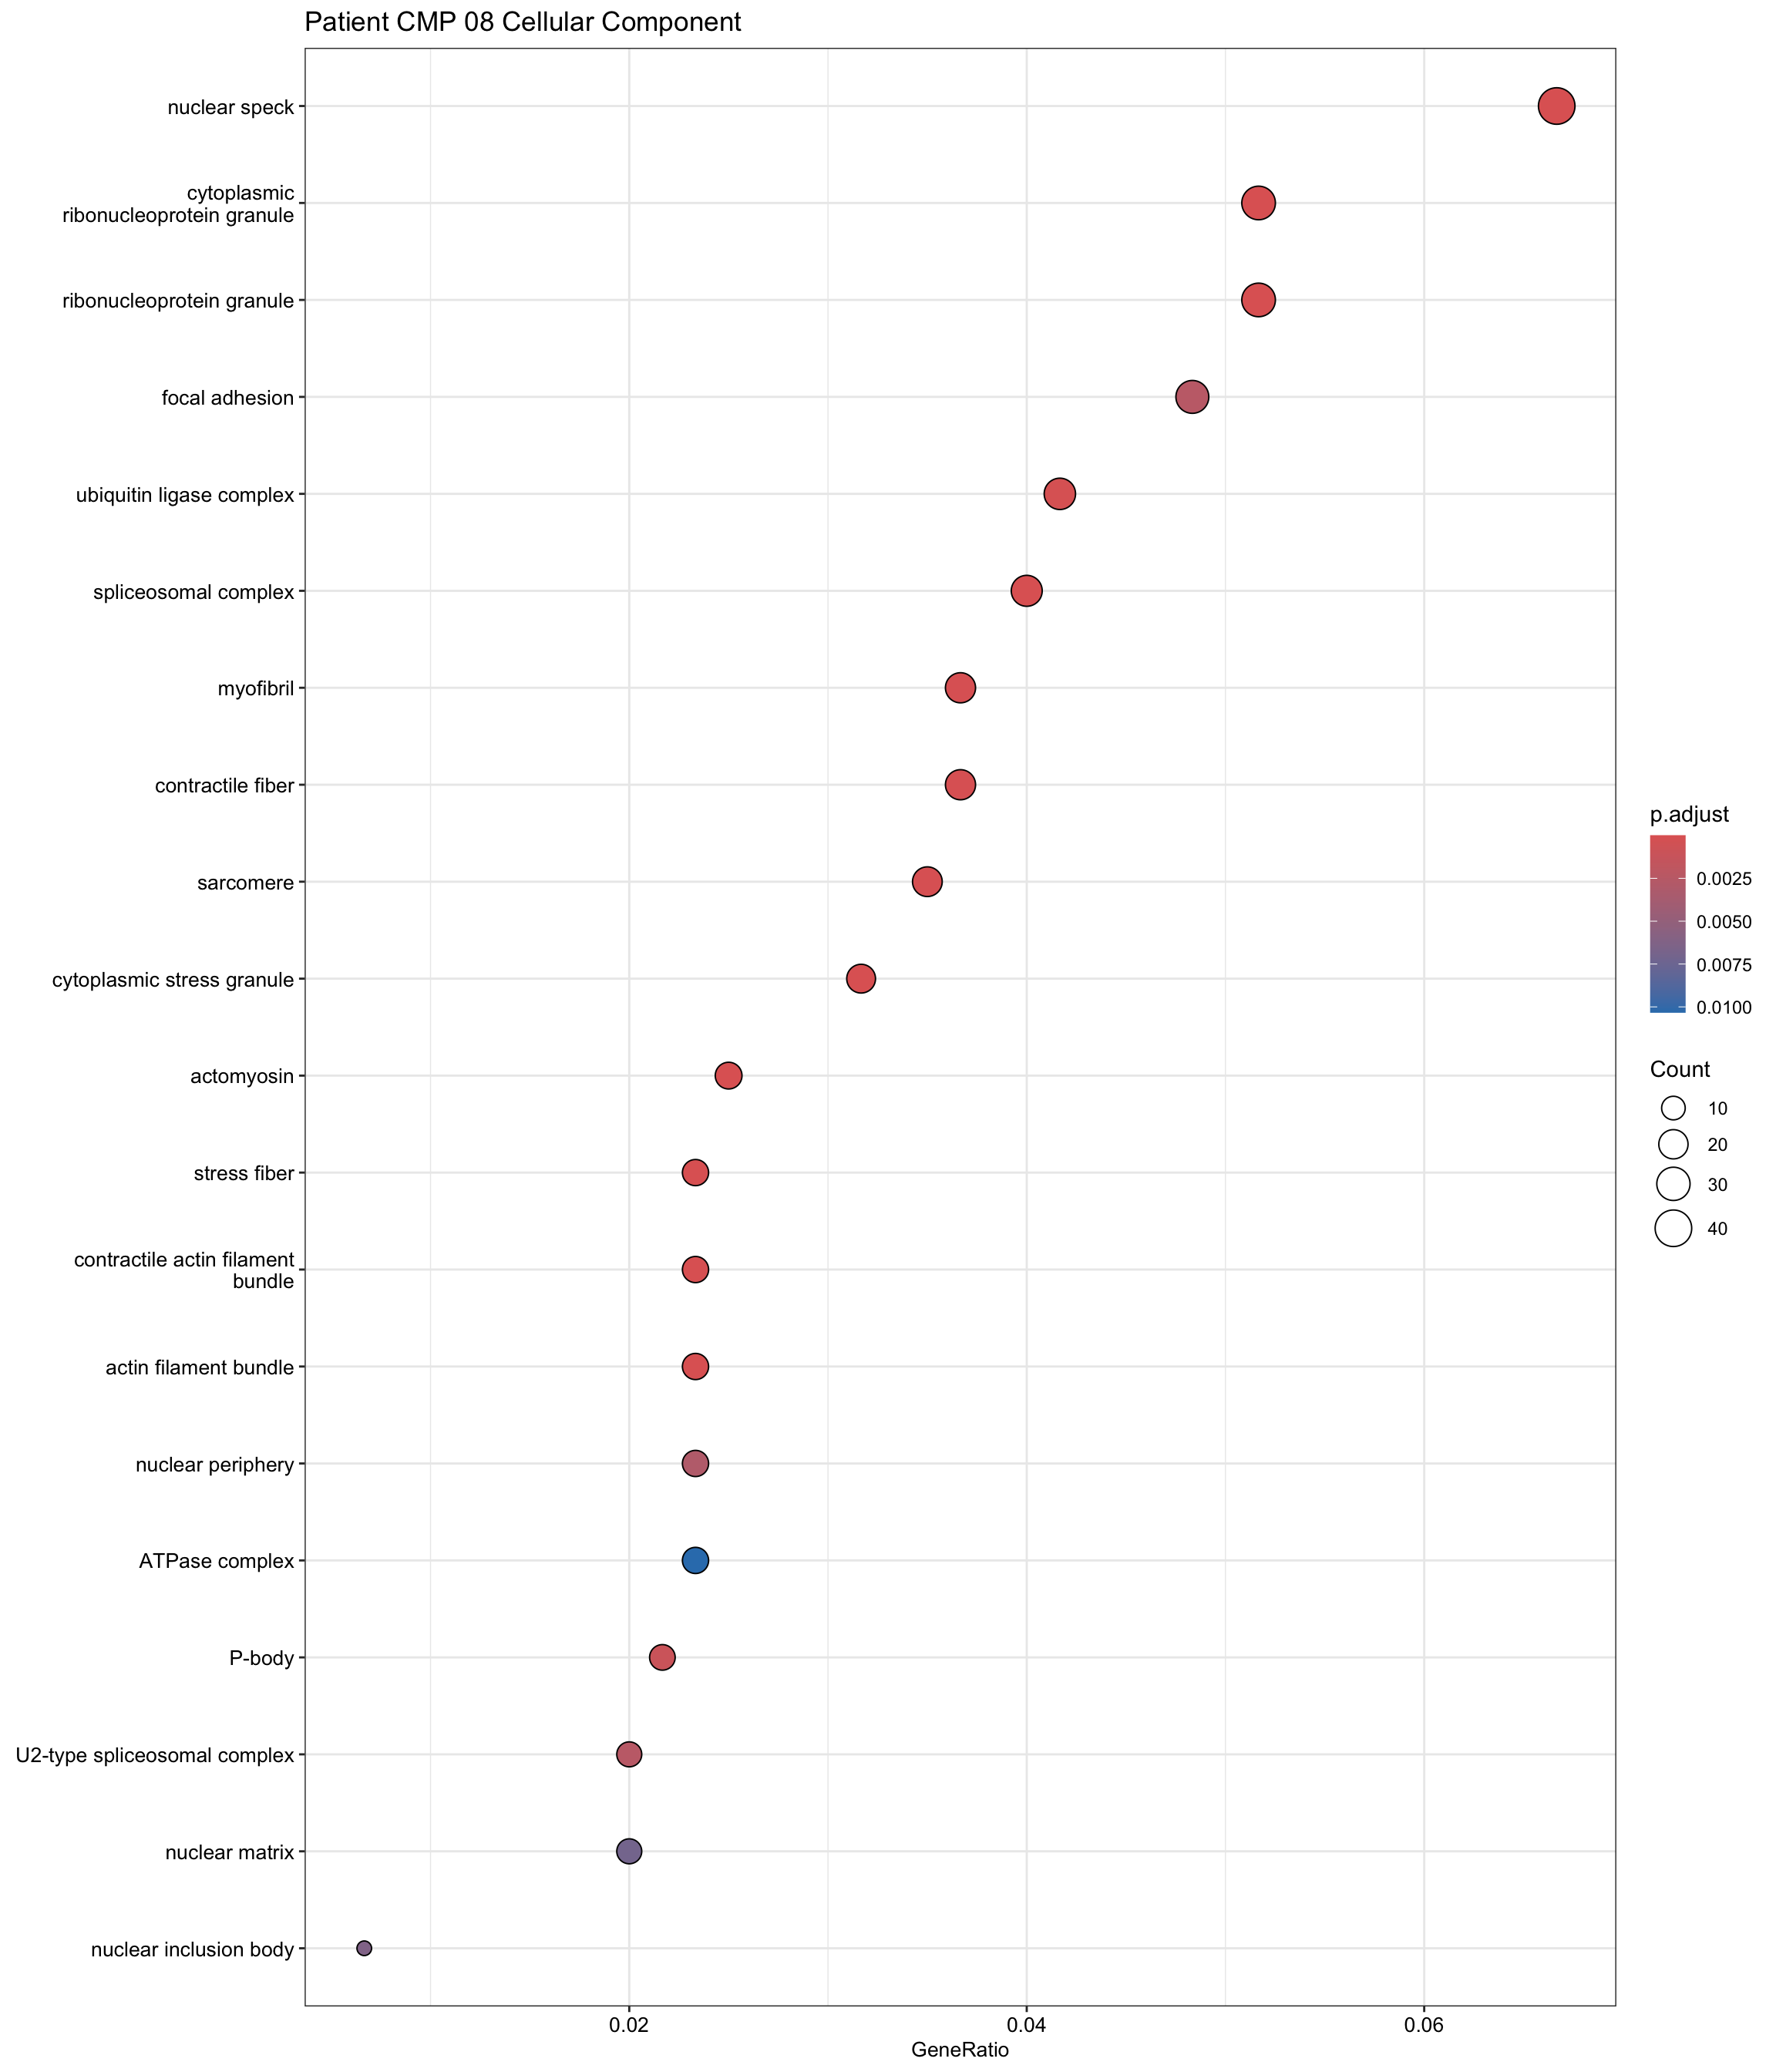 Patient CMP 08 Cellular Component
nuclear speck
cytoplasmic
ribonucleoprotein granule
ribonucleoprotein granule
focal adhesion
ubiquitin ligase complex
spliceosomal complex
myofibril
contractile fiber
sarcomere
cytoplasmic stress granule
actomyosin
stress fiber
contractile actin filament
bundle
actin filament bundle
nuclear periphery
ATPase complex
P-body
U2-type spliceosomal complex
nuclear matrix
nuclear inclusion body
0.02
0.04
0.06
GeneRatio
p.adjust
0.0025
0.0050
0.0075
0.0100
Count
10
20
30
40